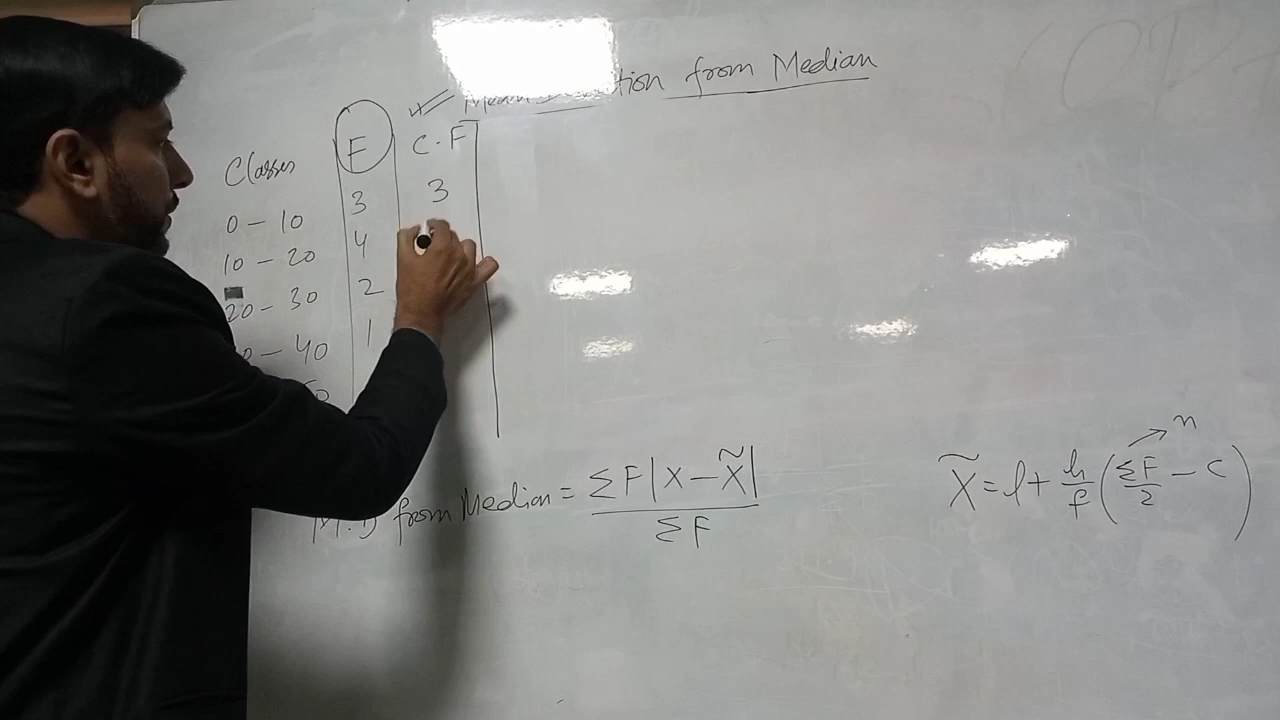 from Median
Classes F C.F
0 - 10 3 3
10 - 20 4
20 - 30 2
- 40 1
M.D from Median = ΣF|X - X̃| / ΣF
X̃ = l + h/f (ΣF/2 - C)
n